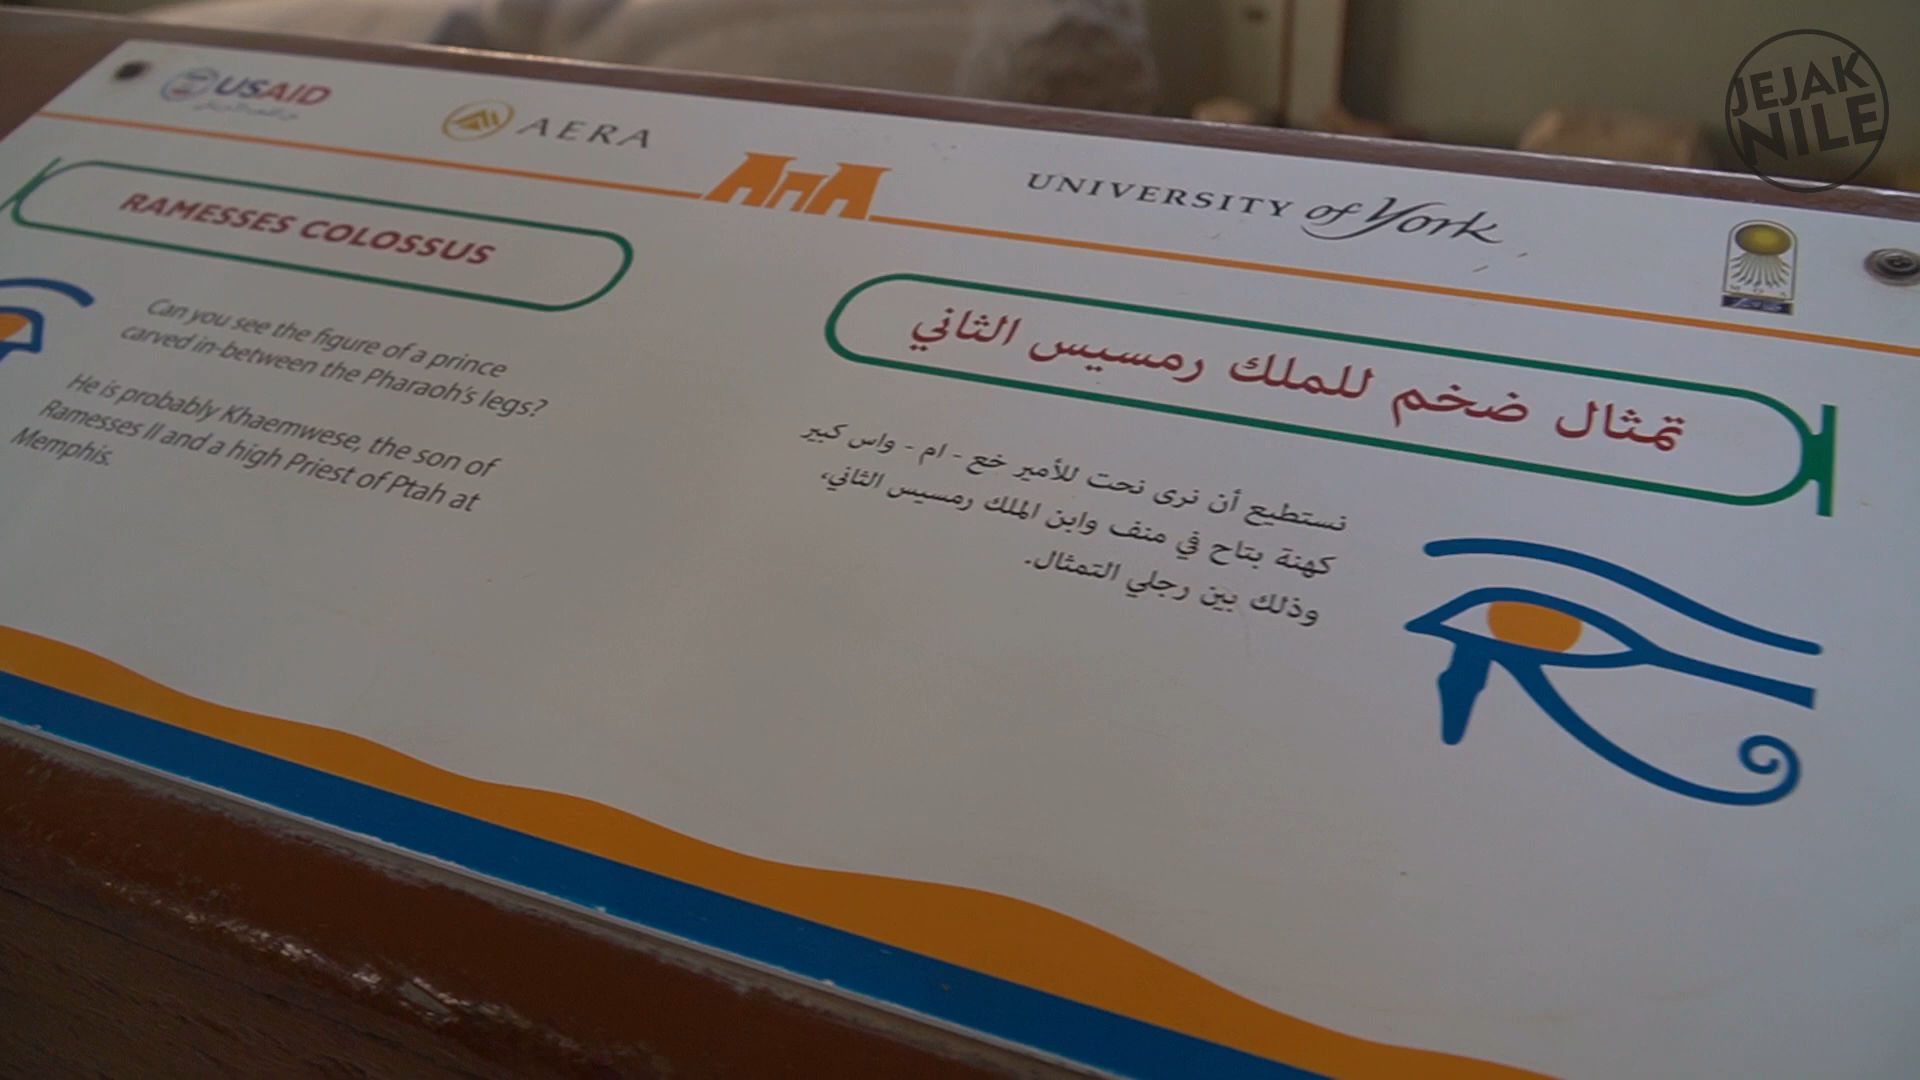 USAID
AERA
UNIVERSITY of York
JEJAK
NILE
RAMESSES COLOSSUS
Can you see the figure of a prince
carved in-between the Pharaoh's legs?
He is probably Khaemwese, the son of
Ramesses II and a high Priest of Ptah at
Memphis.
تمثال ضخم للملك رمسيس الثاني
نستطيع أن نرى نحت للأمير خع - ام - واس كبير
كهنة بتاح في منف وابن الملك رمسيس الثاني،
وذلك بين رجلي التمثال.